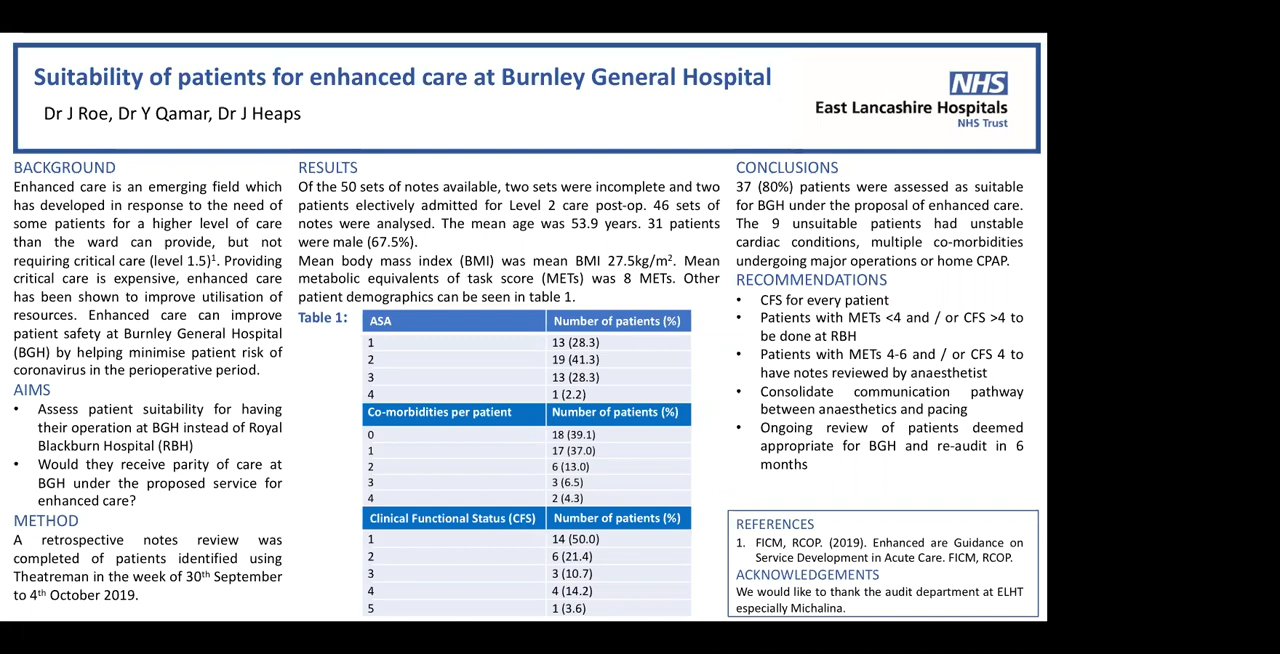 Suitability of patients for enhanced care at Burnley General Hospital
Dr J Roe, Dr Y Qamar, Dr J Heaps
NHS
East Lancashire Hospitals
NHS Trust
BACKGROUND
Enhanced care is an emerging field which
has developed in response to the need of
some patients for a higher level of care
than the ward can provide, but not
requiring critical care (level 1.5)¹. Providing
critical care is expensive, enhanced care
has been shown to improve utilisation of
resources. Enhanced care can improve
patient safety at Burnley General Hospital
(BGH) by helping minimise patient risk of
coronavirus in the perioperative period.
AIMS
• Assess patient suitability for having
their operation at BGH instead of Royal
Blackburn Hospital (RBH)
• Would they receive parity of care at
BGH under the proposed service for
enhanced care?
METHOD
A retrospective notes review was
completed of patients identified using
Theatreman in the week of 30th September
to 4th October 2019.
RESULTS
Of the 50 sets of notes available, two sets were incomplete and two
patients electively admitted for Level 2 care post-op. 46 sets of
notes were analysed. The mean age was 53.9 years. 31 patients
were male (67.5%).
Mean body mass index (BMI) was mean BMI 27.5kg/m². Mean
metabolic equivalents of task score (METs) was 8 METs. Other
patient demographics can be seen in table 1.
Table 1:
ASA Number of patients (%)
1 13 (28.3)
2 19 (41.3)
3 13 (28.3)
4 1 (2.2)
Co-morbidities per patient Number of patients (%)
0 18 (39.1)
1 17 (37.0)
2 6 (13.0)
3 3 (6.5)
4 2 (4.3)
Clinical Functional Status (CFS) Number of patients (%)
1 14 (50.0)
2 6 (21.4)
3 3 (10.7)
4 4 (14.2)
5 1 (3.6)
CONCLUSIONS
37 (80%) patients were assessed as suitable
for BGH under the proposal of enhanced care.
The 9 unsuitable patients had unstable
cardiac conditions, multiple co-morbidities
undergoing major operations or home CPAP.
RECOMMENDATIONS
• CFS for every patient
• Patients with METs <4 and / or CFS >4 to
be done at RBH
• Patients with METs 4-6 and / or CFS 4 to
have notes reviewed by anaesthetist
• Consolidate communication pathway
between anaesthetics and pacing
• Ongoing review of patients deemed
appropriate for BGH and re-audit in 6
months
REFERENCES
1. FICM, RCOP. (2019). Enhanced are Guidance on
Service Development in Acute Care. FICM, RCOP.
ACKNOWLEDGEMENTS
We would like to thank the audit department at ELHT
especially Michalina.